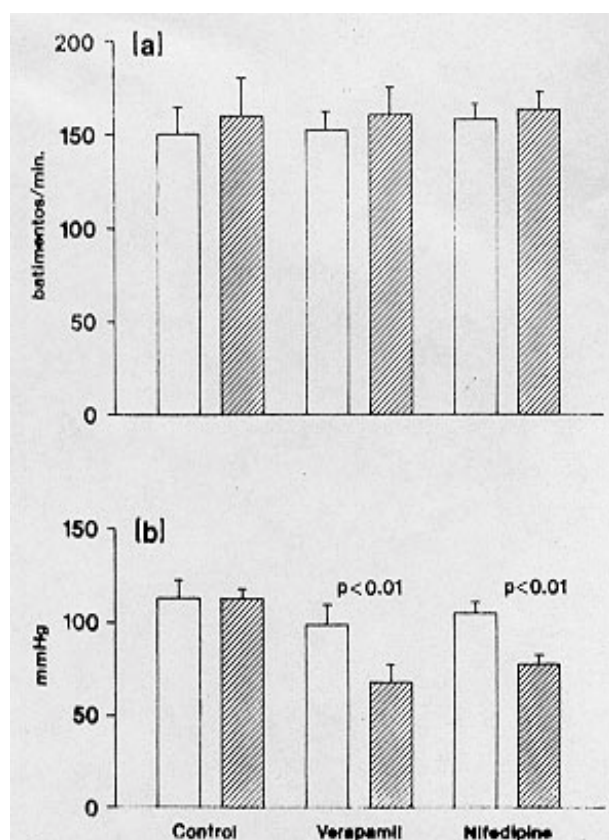 [a]
200
150
100
50
0
batimentos/min.
[b]
150
100
50
0
mmHg
p<0.01
p<0.01
Control
Verapamil
Nifedipine